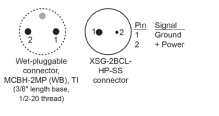 2 1
1 2
Pin Signal
1 Ground
2 + Power
Wet-pluggable
connector,
MCBH-2MP (WB), TI
(3/8" length base,
1/2-20 thread)
XSG-2BCL-
HP-SS
connector